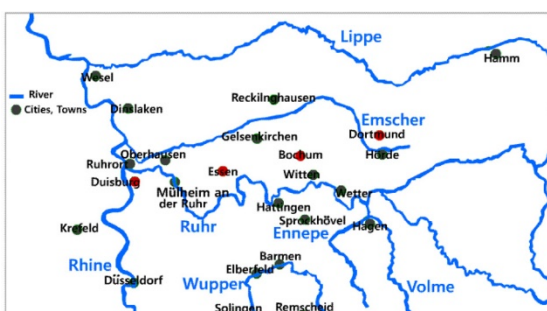 Lippe
Hamm
Wesel
River
Cities, Towns
Dinslaken
Recklinghausen
Emscher
Dortmund
Gelsenkirchen
Hörde
Oberhausen
Bochum
Ruhrort
Essen
Witten
Duisburg
Mülheim an
der Ruhr
Wetter
Hattingen
Sprockhövel
Krefeld
Ruhr
Ennepe
Hagen
Rhine
Barmen
Elberfeld
Düsseldorf
Wupper
Volme
Solingen
Remscheid